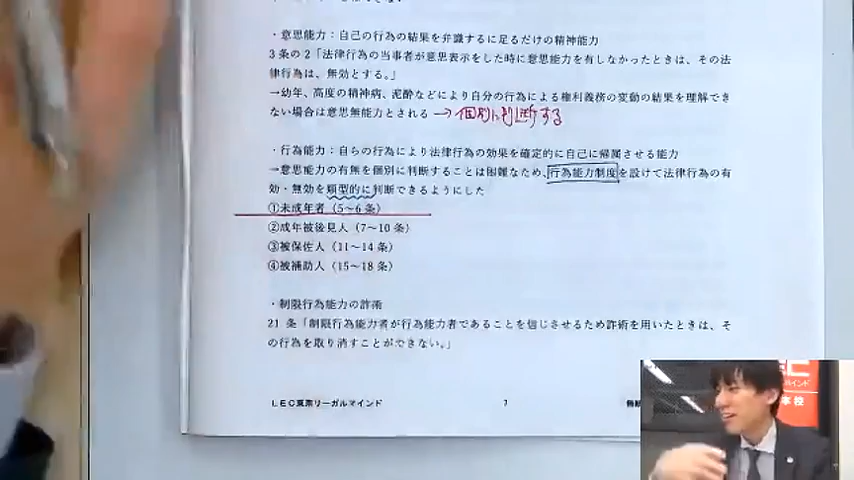 ・意思能力：自己の行為の結果を弁識するに足るだけの精神能力
3条の2「法律行為の当事者が意思表示をした時に意思能力を有しなかったときは、その法
律行為は、無効とする。」
→幼年、高度の精神病、泥酔などにより自分の行為による権利義務の変動の結果を理解でき
ない場合は意思無能力とされる →個別に判断する
・行為能力：自らの行為により法律行為の効果を確定的に自己に帰属させる能力
→意思能力の有無を個別に判断することは困難なため、行為能力制度を設けて法律行為の有
効・無効を類型的に判断できるようにした
①未成年者（5～6条）
②成年被後見人（7～10条）
③被保佐人（11～14条）
④被補助人（15～18条）
・制限行為能力の詐術
21条「制限行為能力者が行為能力者であることを信じさせるため詐術を用いたときは、そ
の行為を取り消すことができない。」
LEC東京リーガルマインド
7
マインド
本校